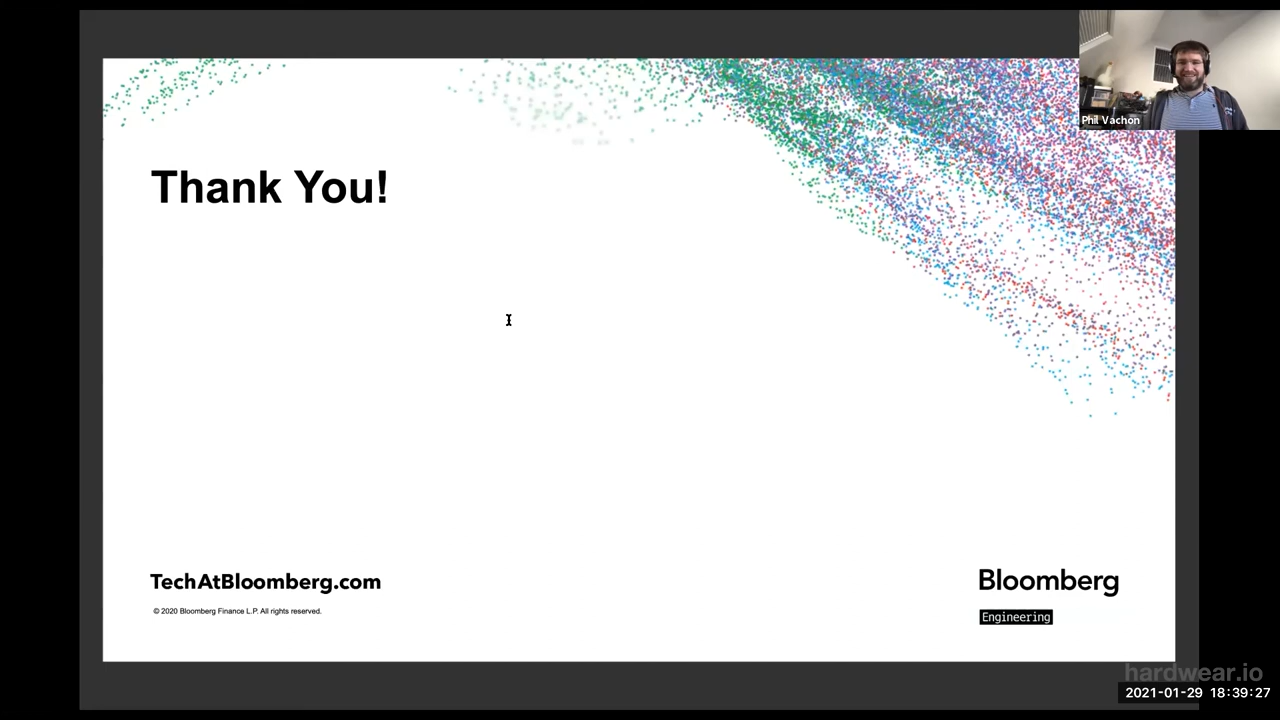 Phil Vachon
Thank You!
TechAtBloomberg.com
© 2020 Bloomberg Finance L.P. All rights reserved.
Bloomberg
Engineering
hardwear.io
2021-01-29 18:39:27